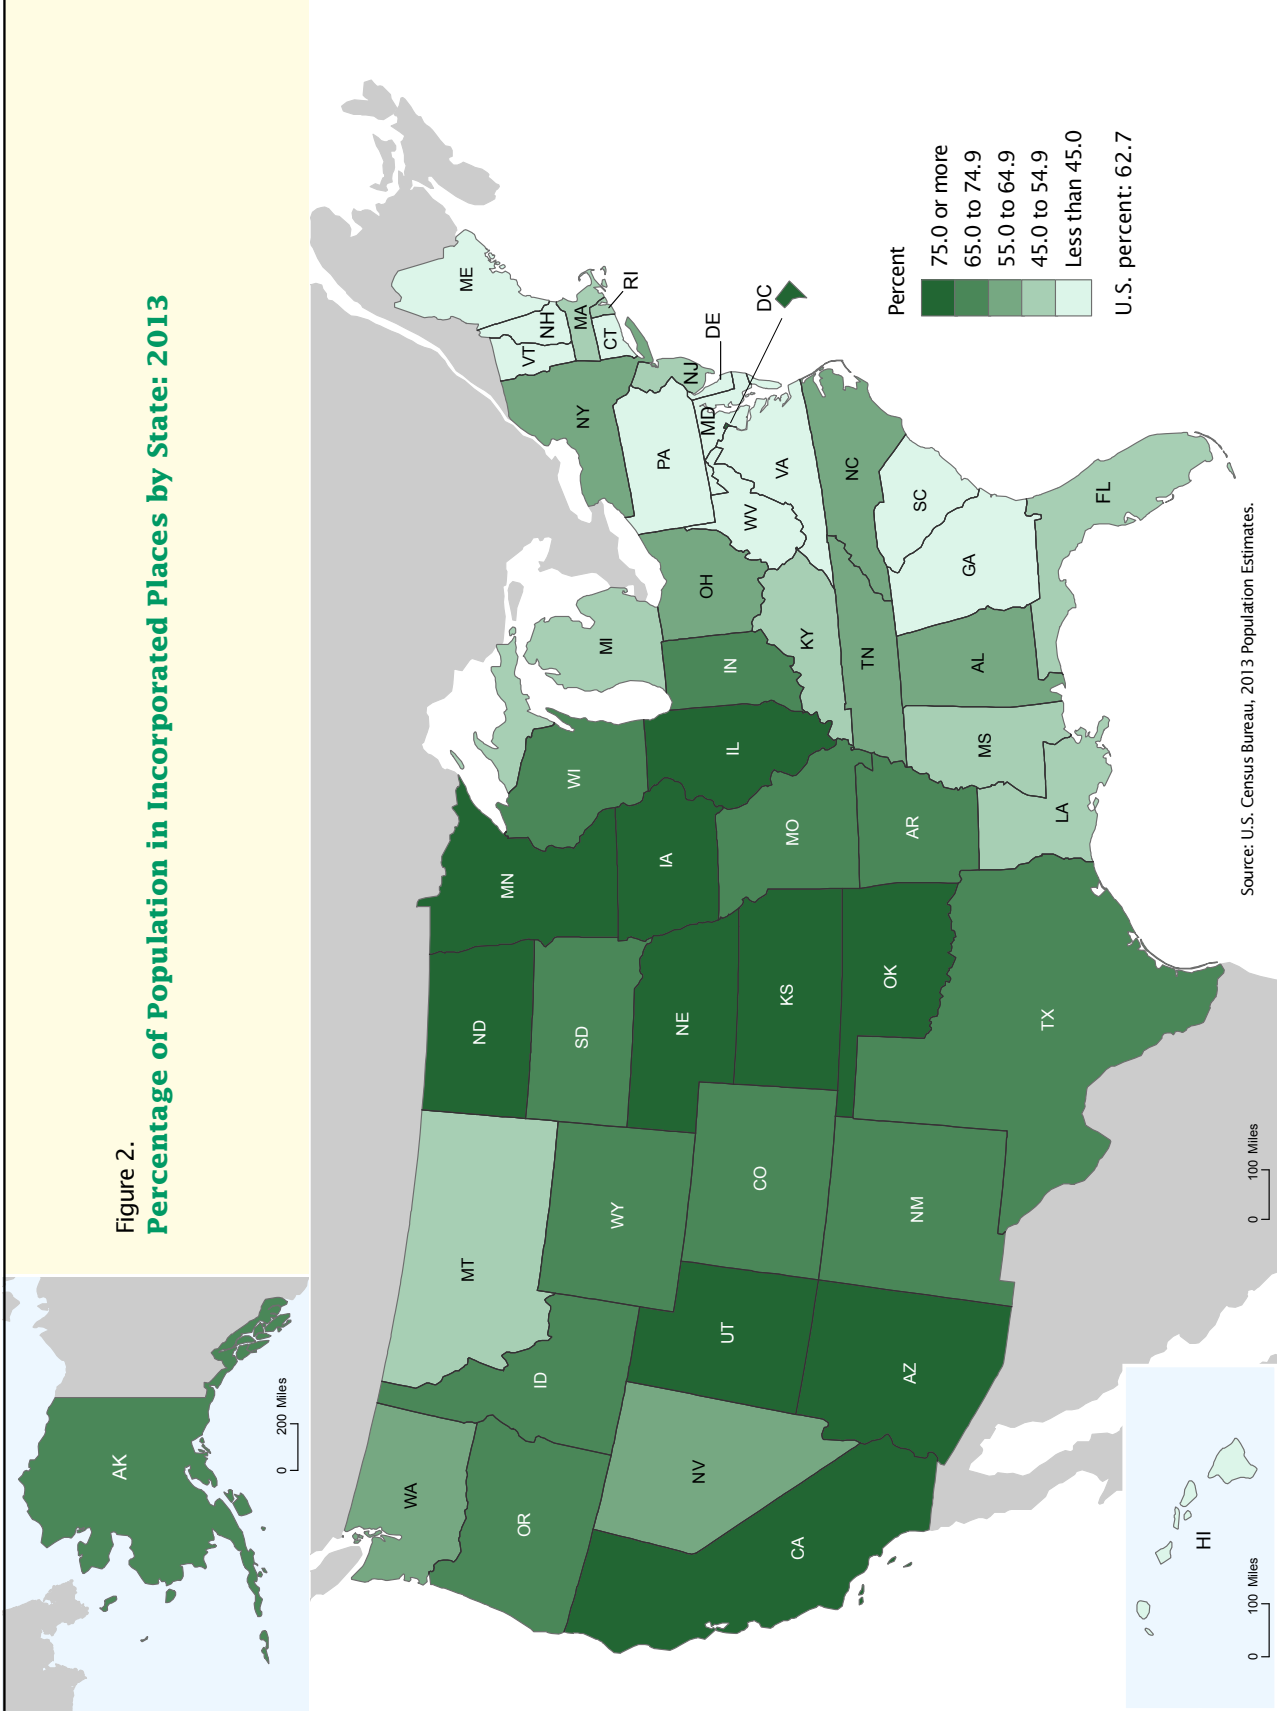 Figure 2.
Percentage of Population in Incorporated Places by State: 2013
AK
0 200 Miles
WA
MT
ND
MN
ME
VT
NH
MA
RI
CT
NY
OR
ID
WY
SD
WI
MI
NV
UT
CO
NE
IA
IL
IN
OH
PA
NJ
DE
MD
DC
WV
VA
CA
AZ
NM
KS
OK
MO
AR
KY
TN
NC
SC
GA
AL
MS
LA
TX
FL
HI
Percent
75.0 or more
65.0 to 74.9
55.0 to 64.9
45.0 to 54.9
Less than 45.0
U.S. percent: 62.7
0 100 Miles
0 100 Miles
Source: U.S. Census Bureau, 2013 Population Estimates.